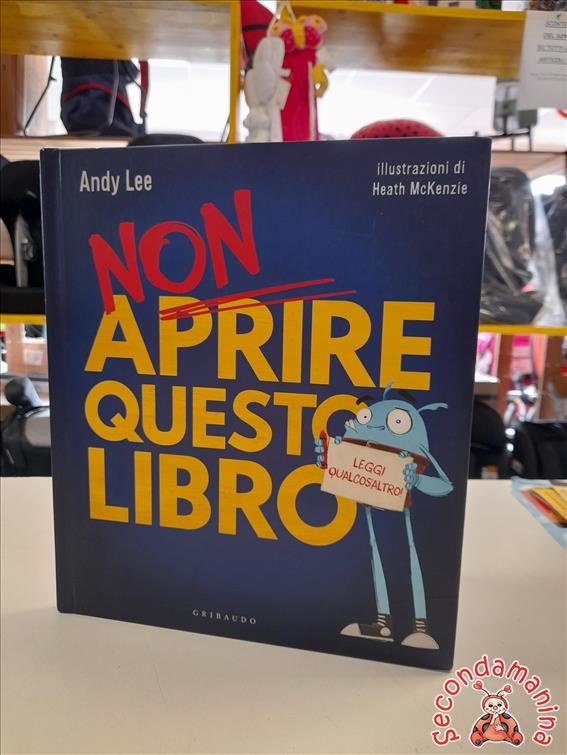 Andy Lee
illustrazioni di
Heath McKenzie
NON
APRIRE
QUESTO
LIBRO
LEGGI
QUALCOSALTRO!
GRIBAUDO
Secondamanina